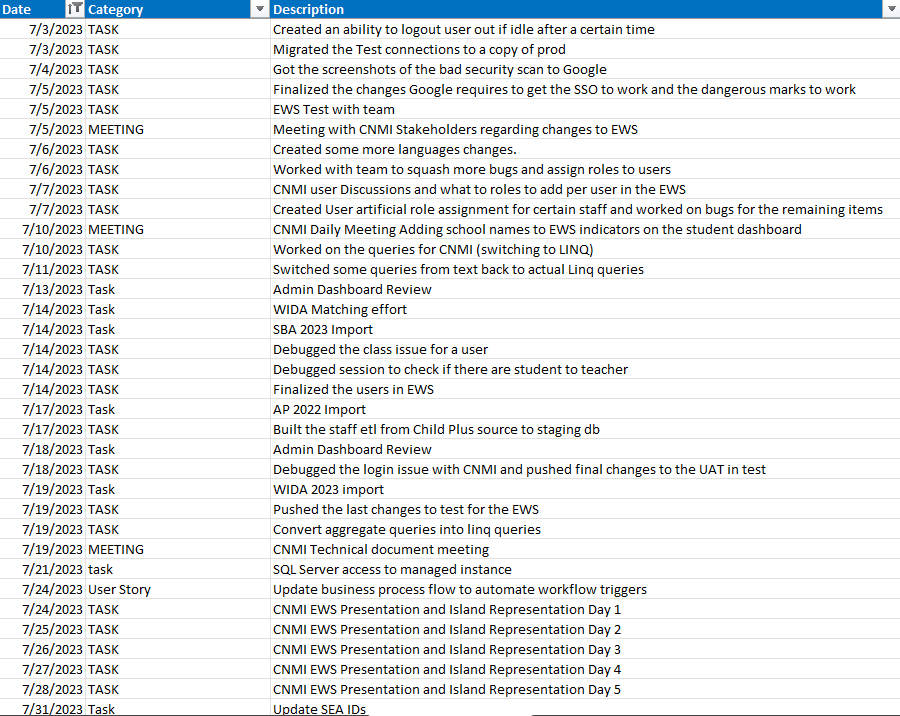 Date Category Description
7/3/2023 TASK Created an ability to logout user out if idle after a certain time
7/3/2023 TASK Migrated the Test connections to a copy of prod
7/4/2023 TASK Got the screenshots of the bad security scan to Google
7/5/2023 TASK Finalized the changes Google requires to get the SSO to work and the dangerous marks to work
7/5/2023 TASK EWS Test with team
7/5/2023 MEETING Meeting with CNMI Stakeholders regarding changes to EWS
7/6/2023 TASK Created some more languages changes.
7/6/2023 TASK Worked with team to squash more bugs and assign roles to users
7/7/2023 TASK CNMI user Discussions and what to roles to add per user in the EWS
7/7/2023 TASK Created User artificial role assignment for certain staff and worked on bugs for the remaining items
7/10/2023 MEETING CNMI Daily Meeting Adding school names to EWS indicators on the student dashboard
7/10/2023 TASK Worked on the queries for CNMI (switching to LINQ)
7/11/2023 TASK Switched some queries from text back to actual Linq queries
7/13/2023 Task Admin Dashboard Review
7/14/2023 Task WIDA Matching effort
7/14/2023 Task SBA 2023 Import
7/14/2023 TASK Debugged the class issue for a user
7/14/2023 TASK Debugged session to check if there are student to teacher
7/14/2023 TASK Finalized the users in EWS
7/17/2023 Task AP 2022 Import
7/17/2023 TASK Built the staff etl from Child Plus source to staging db
7/18/2023 Task Admin Dashboard Review
7/18/2023 TASK Debugged the login issue with CNMI and pushed final changes to the UAT in test
7/19/2023 Task WIDA 2023 import
7/19/2023 TASK Pushed the last changes to test for the EWS
7/19/2023 TASK Convert aggregate queries into linq queries
7/19/2023 MEETING CNMI Technical document meeting
7/21/2023 task SQL Server access to managed instance
7/24/2023 User Story Update business process flow to automate workflow triggers
7/24/2023 TASK CNMI EWS Presentation and Island Representation Day 1
7/25/2023 TASK CNMI EWS Presentation and Island Representation Day 2
7/26/2023 TASK CNMI EWS Presentation and Island Representation Day 3
7/27/2023 TASK CNMI EWS Presentation and Island Representation Day 4
7/28/2023 TASK CNMI EWS Presentation and Island Representation Day 5
7/31/2023 Task Update SEA IDs